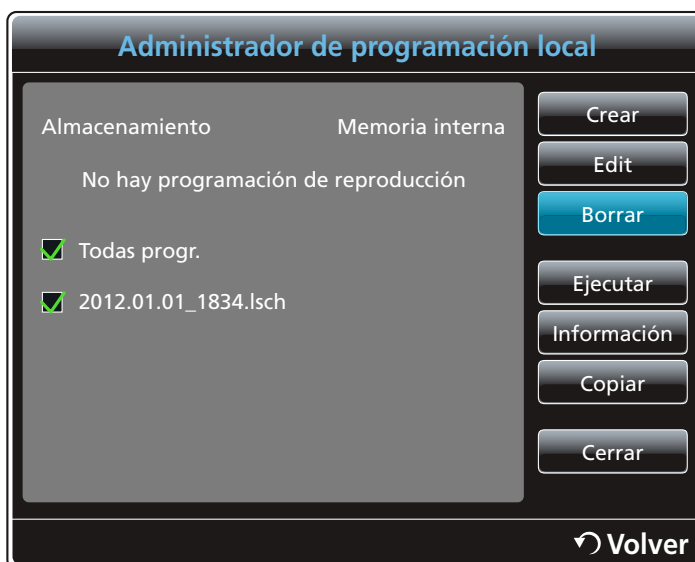 Administrador de programación local
Almacenamiento Memoria interna
No hay programación de reproducción
Todas progr.
2012.01.01_1834.lsch
Crear
Edit
Borrar
Ejecutar
Información
Copiar
Cerrar
Volver